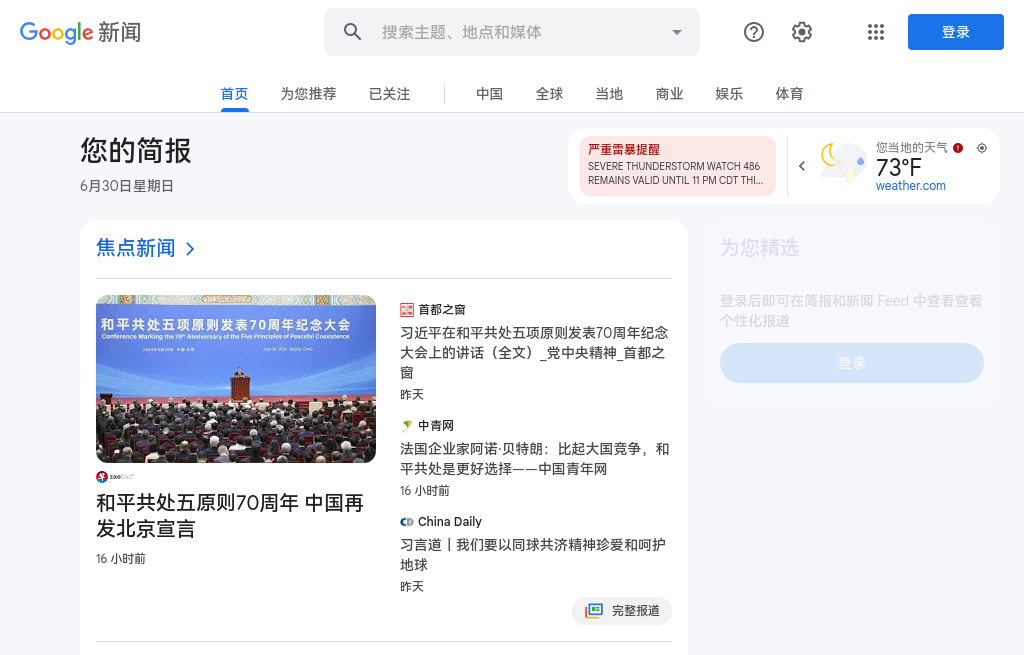 Google 新闻
搜索主题、地点和媒体
登录
首页
为您推荐
已关注
中国
全球
当地
商业
娱乐
体育
您的简报
6月30日星期日
严重雷暴提醒
SEVERE THUNDERSTORM WATCH 486
REMAINS VALID UNTIL 11 PM CDT THI...
您当地的天气
73°F
weather.com
焦点新闻
为您精选
登录后即可在简报和新闻 Feed 中查看查看
个性化报道
登录
和平共处五项原则发表70周年纪念大会
Conference Marking the 70th Anniversary of the Five Principles of Peaceful Coexistence
zaobao
和平共处五原则70周年 中国再
发北京宣言
16 小时前
首都之窗
习近平在和平共处五项原则发表70周年纪念
大会上的讲话（全文）_党中央精神_首都之
窗
昨天
中青网
法国企业家阿诺·贝特朗：比起大国竞争，和
平共处是更好选择——中国青年网
16 小时前
China Daily
习言道丨我们要以同球共济精神珍爱和呵护
地球
昨天
完整报道